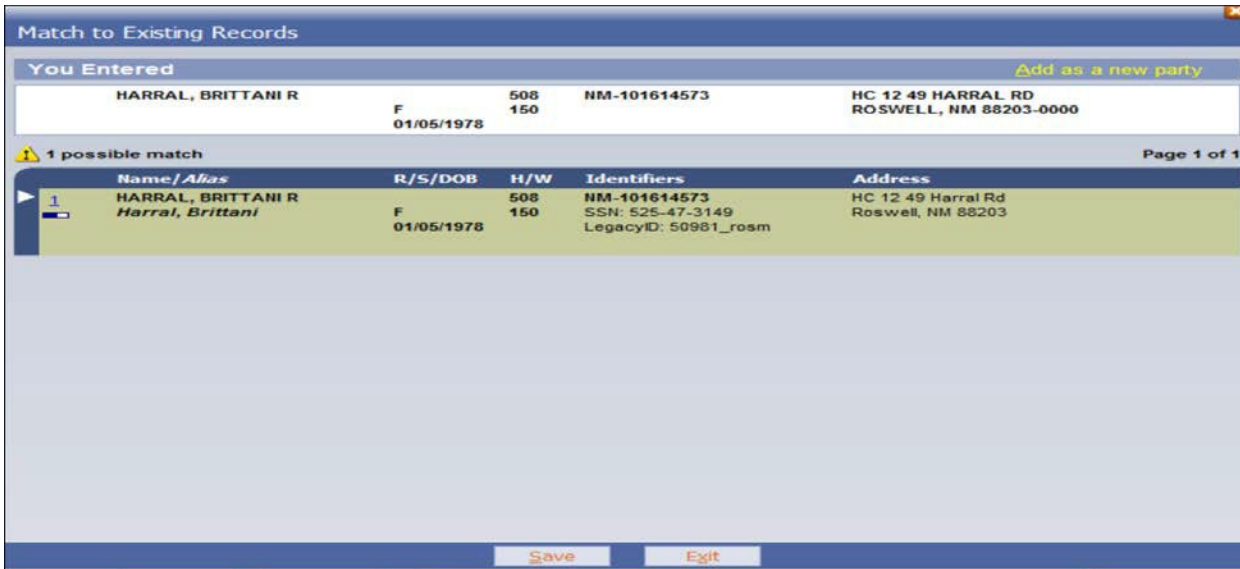 Match to Existing Records
You Entered Add as a new party
HARRAL, BRITTANI R 508 NM-101614573 HC 12 49 HARRAL RD
F 150 ROSWELL, NM 88203-0000
01/05/1978
1 possible match Page 1 of 1
Name/Alias R/S/DOB H/W Identifiers Address
1 HARRAL, BRITTANI R 508 NM-101614573 HC 12 49 Harral Rd
Harral, Brittani F 150 SSN: 525-47-3149 Roswell, NM 88203
01/05/1978 LegacyID: 50981_rosm
Save Exit